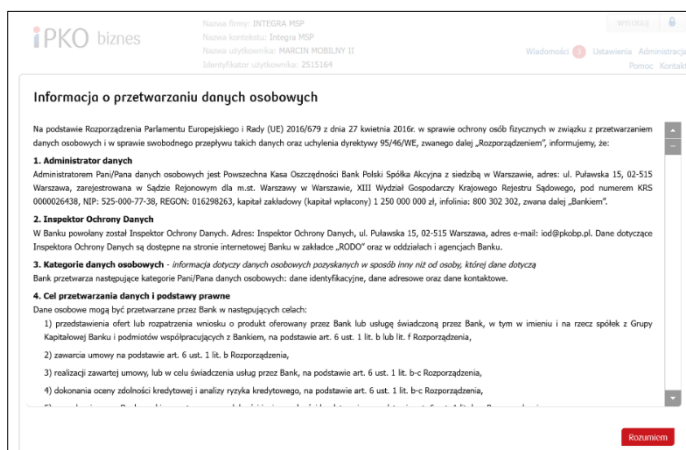 iPKO biznes
Nazwa firmy: INTEGRA MSP
Nazwa kontekstu: Integra MSP
Nazwa użytkownika: MARCIN MOBILNY II
Identyfikator użytkownika: 2515164
WYLOGUJ
Wiadomości Ustawienia Administracja
Pomoc Kontakt
Informacja o przetwarzaniu danych osobowych
Na podstawie Rozporządzenia Parlamentu Europejskiego i Rady (UE) 2016/679 z dnia 27 kwietnia 2016r. w sprawie ochrony osób fizycznych w związku z przetwarzaniem
danych osobowych i w sprawie swobodnego przepływu takich danych oraz uchylenia dyrektywy 95/46/WE, zwanego dalej „Rozporządzeniem”, informujemy, że:
1. Administrator danych
Administratorem Pani/Pana danych osobowych jest Powszechna Kasa Oszczędności Bank Polski Spółka Akcyjna z siedzibą w Warszawie, adres: ul. Puławska 15, 02-515
Warszawa, zarejestrowana w Sądzie Rejonowym dla m.st. Warszawy w Warszawie, XIII Wydział Gospodarczy Krajowego Rejestru Sądowego, pod numerem KRS
0000026438, NIP: 525-000-77-38, REGON: 016298263, kapitał zakładowy (kapitał wpłacony) 1 250 000 000 zł, infolinia: 800 302 302, zwana dalej „Bankiem”.
2. Inspektor Ochrony Danych
W Banku powołany został Inspektor Ochrony Danych. Adres: Inspektor Ochrony Danych, ul. Puławska 15, 02-515 Warszawa, adres e-mail: iod@pkobp.pl. Dane dotyczące
Inspektora Ochrony Danych są dostępne na stronie internetowej Banku w zakładce „RODO” oraz w oddziałach i agencjach Banku.
3. Kategorie danych osobowych - informacja dotyczy danych osobowych pozyskanych w sposób inny niż od osoby, której dane dotyczą
Bank przetwarza następujące kategorie Pani/Pana danych osobowych: dane identyfikacyjne, dane adresowe oraz dane kontaktowe.
4. Cel przetwarzania danych i podstawy prawne
Dane osobowe mogą być przetwarzane przez Bank w następujących celach:
1) przedstawienia ofert lub rozpatrzenia wniosku o produkt oferowany przez Bank lub usługę świadczoną przez Bank, w tym w imieniu i na rzecz spółek z Grupy
Kapitałowej Banku i podmiotów współpracujących z Bankiem, na podstawie art. 6 ust. 1 lit. b lub lit. f Rozporządzenia,
2) zawarcia umowy na podstawie art. 6 ust. 1 lit. b Rozporządzenia,
3) realizacji zawartej umowy, lub w celu świadczenia usług przez Bank, na podstawie art. 6 ust. 1 lit. b-c Rozporządzenia,
4) dokonania oceny zdolności kredytowej i analizy ryzyka kredytowego, na podstawie art. 6 ust. 1 lit. b-c Rozporządzenia,
Rozumiem